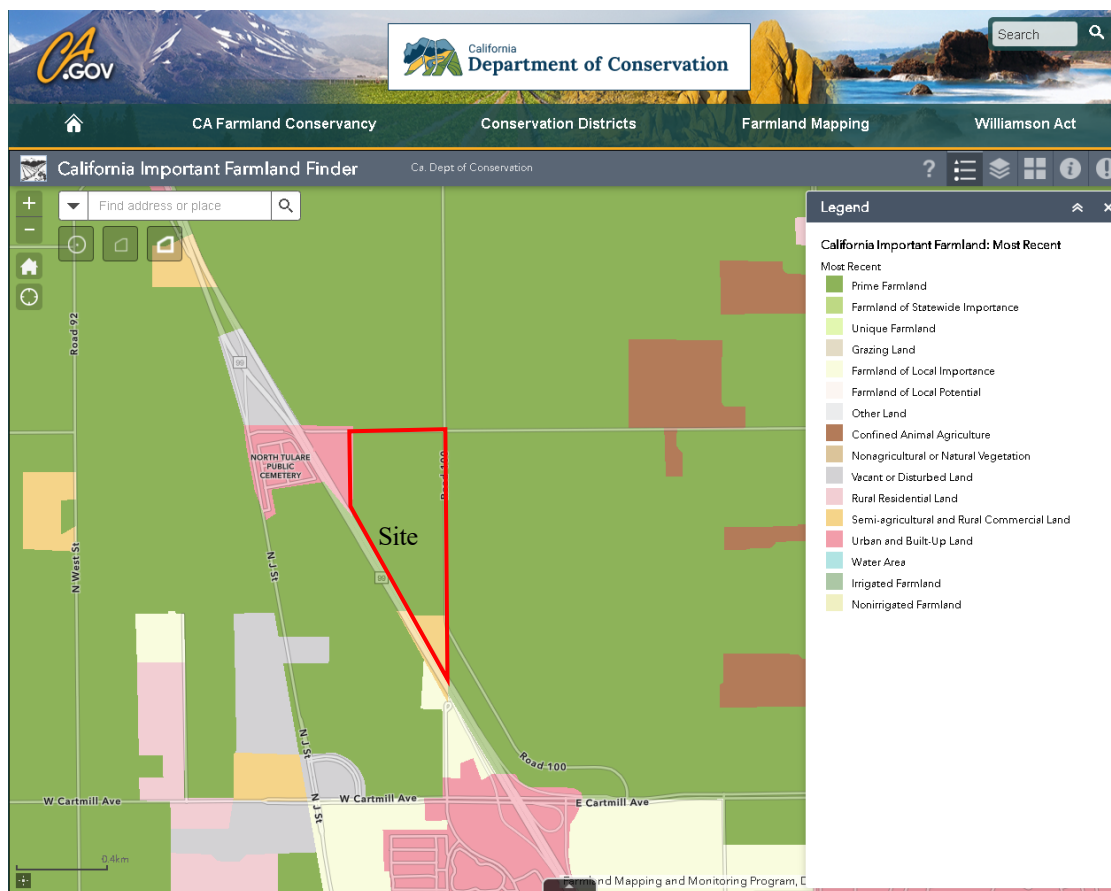 CA
.GOV
California
Department of Conservation
Search
CA Farmland Conservancy
Conservation Districts
Farmland Mapping
Williamson Act
California Important Farmland Finder
Ca. Dept of Conservation
?
+
−
Find address or place
Legend
California Important Farmland: Most Recent
Most Recent
Prime Farmland
Farmland of Statewide Importance
Unique Farmland
Grazing Land
Farmland of Local Importance
Farmland of Local Potential
Other Land
Confined Animal Agriculture
Nonagricultural or Natural Vegetation
Vacant or Disturbed Land
Rural Residential Land
Semi-agricultural and Rural Commercial Land
Urban and Built-Up Land
Water Area
Irrigated Farmland
Nonirrigated Farmland
Road 92
99
NORTH TULARE
PUBLIC
CEMETERY
Road 100
Site
N West St
N J St
99
N J St
Road 100
W Cartmill Ave
N J St
W Cartmill Ave
E Cartmill Ave
0.4km
Farmland Mapping and Monitoring Program, D